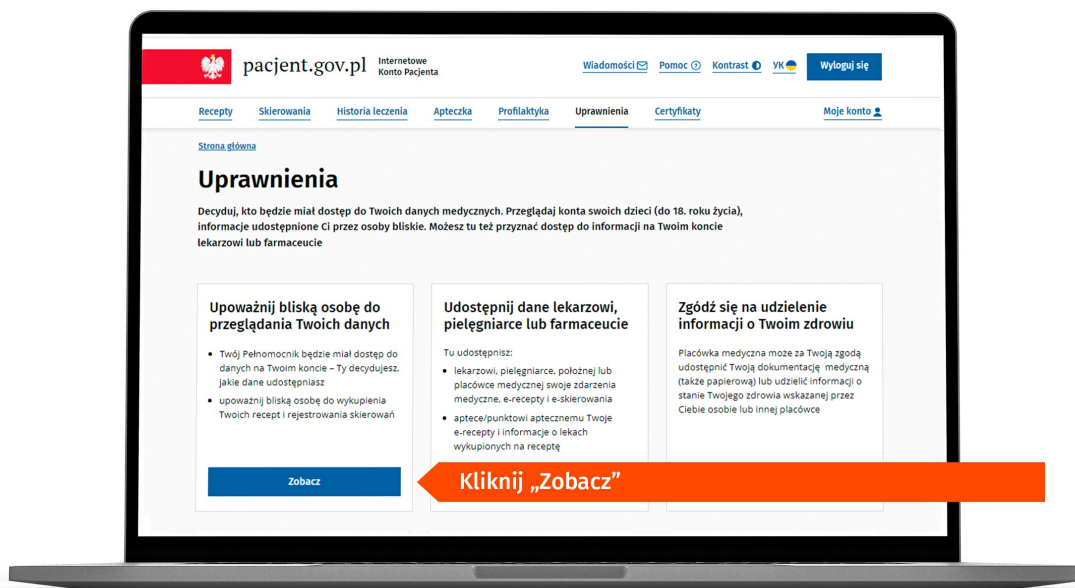 pacjent.gov.pl
Internetowe
Konto Pacjenta
Wiadomości
Pomoc
Kontrast
УК
Wyloguj się
Recepty
Skierowania
Historia leczenia
Apteczka
Profilaktyka
Uprawnienia
Certyfikaty
Moje konto
Strona główna
Uprawnienia
Decyduj, kto będzie miał dostęp do Twoich danych medycznych. Przeglądaj konta swoich dzieci (do 18. roku życia),
informacje udostępnione Ci przez osoby bliskie. Możesz tu też przyznać dostęp do informacji na Twoim koncie
lekarzowi lub farmaceucie
Upoważnij bliską osobę do
przeglądania Twoich danych
• Twój Pełnomocnik będzie miał dostęp do
danych na Twoim koncie – Ty decydujesz,
jakie dane udostępniasz
• upoważnij bliską osobę do wykupienia
Twoich recept i rejestrowania skierowań
Zobacz
Udostępnij dane lekarzowi,
pielęgniarce lub farmaceucie
Tu udostępnisz:
• lekarzowi, pielęgniarce, położnej lub
placówce medycznej swoje zdarzenia
medyczne, e-recepty i e-skierowania
• aptece/punktowi aptecznemu Twoje
e-recepty i informacje o lekach
wykupionych na receptę
Zgódź się na udzielenie
informacji o Twoim zdrowiu
Placówka medyczna może za Twoją zgodą
udostępnić Twoją dokumentację medyczną
(także papierową) lub udzielić informacji o
stanie Twojego zdrowia wskazanej przez
Ciebie osobie lub innej placówce
Kliknij „Zobacz”